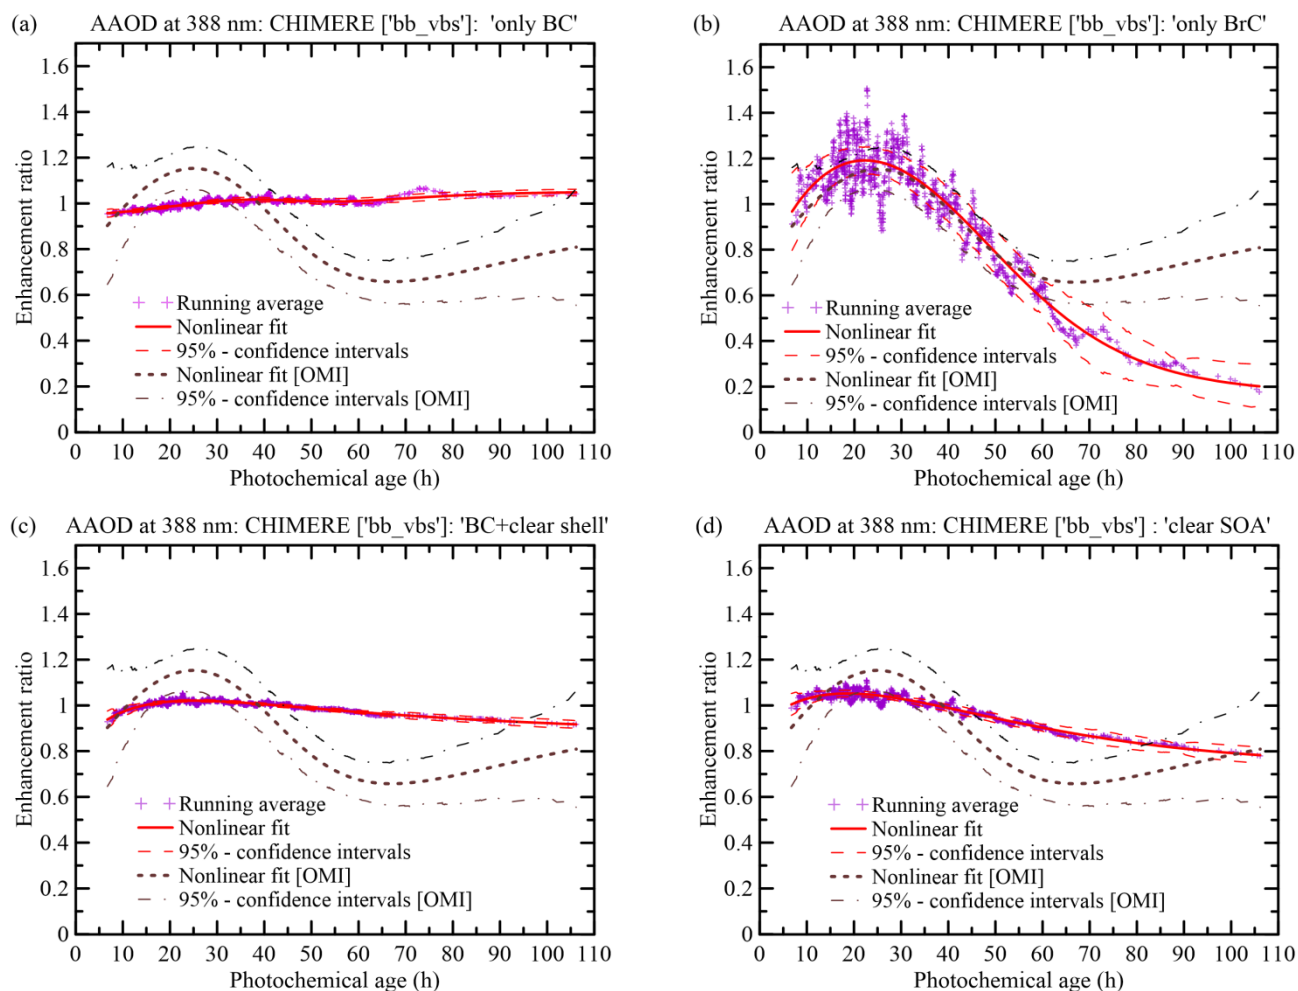 (a) AAOD at 388 nm: CHIMERE ['bb_vbs']: 'only BC'
Enhancement ratio
1.6
1.4
1.2
1
0.8
0.6
0.4
0.2
0
+ + Running average
Nonlinear fit
95% - confidence intervals
Nonlinear fit [OMI]
95% - confidence intervals [OMI]
0 10 20 30 40 50 60 70 80 90 100 110
Photochemical age (h)
(b) AAOD at 388 nm: CHIMERE ['bb_vbs']: 'only BrC'
Enhancement ratio
1.6
1.4
1.2
1
0.8
0.6
0.4
0.2
0
+ + Running average
Nonlinear fit
95% - confidence intervals
Nonlinear fit [OMI]
95% - confidence intervals [OMI]
0 10 20 30 40 50 60 70 80 90 100 110
Photochemical age (h)
(c) AAOD at 388 nm: CHIMERE ['bb_vbs']: 'BC+clear shell'
Enhancement ratio
1.6
1.4
1.2
1
0.8
0.6
0.4
0.2
0
+ + Running average
Nonlinear fit
95% - confidence intervals
Nonlinear fit [OMI]
95% - confidence intervals [OMI]
0 10 20 30 40 50 60 70 80 90 100 110
Photochemical age (h)
(d) AAOD at 388 nm: CHIMERE ['bb_vbs'] : 'clear SOA'
Enhancement ratio
1.6
1.4
1.2
1
0.8
0.6
0.4
0.2
0
+ + Running average
Nonlinear fit
95% - confidence intervals
Nonlinear fit [OMI]
95% - confidence intervals [OMI]
0 10 20 30 40 50 60 70 80 90 100 110
Photochemical age (h)